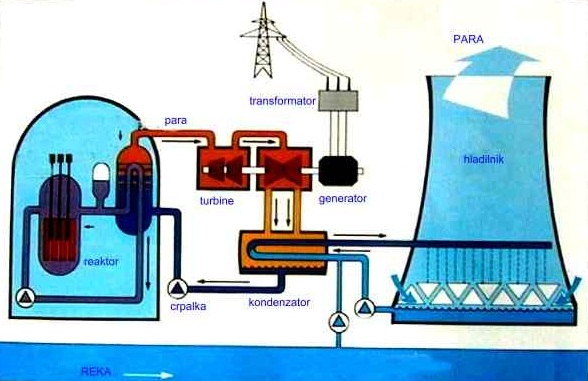 PARA
transformator
para
hladilnik
turbine
generator
reaktor
crpalka
kondenzator
REKA